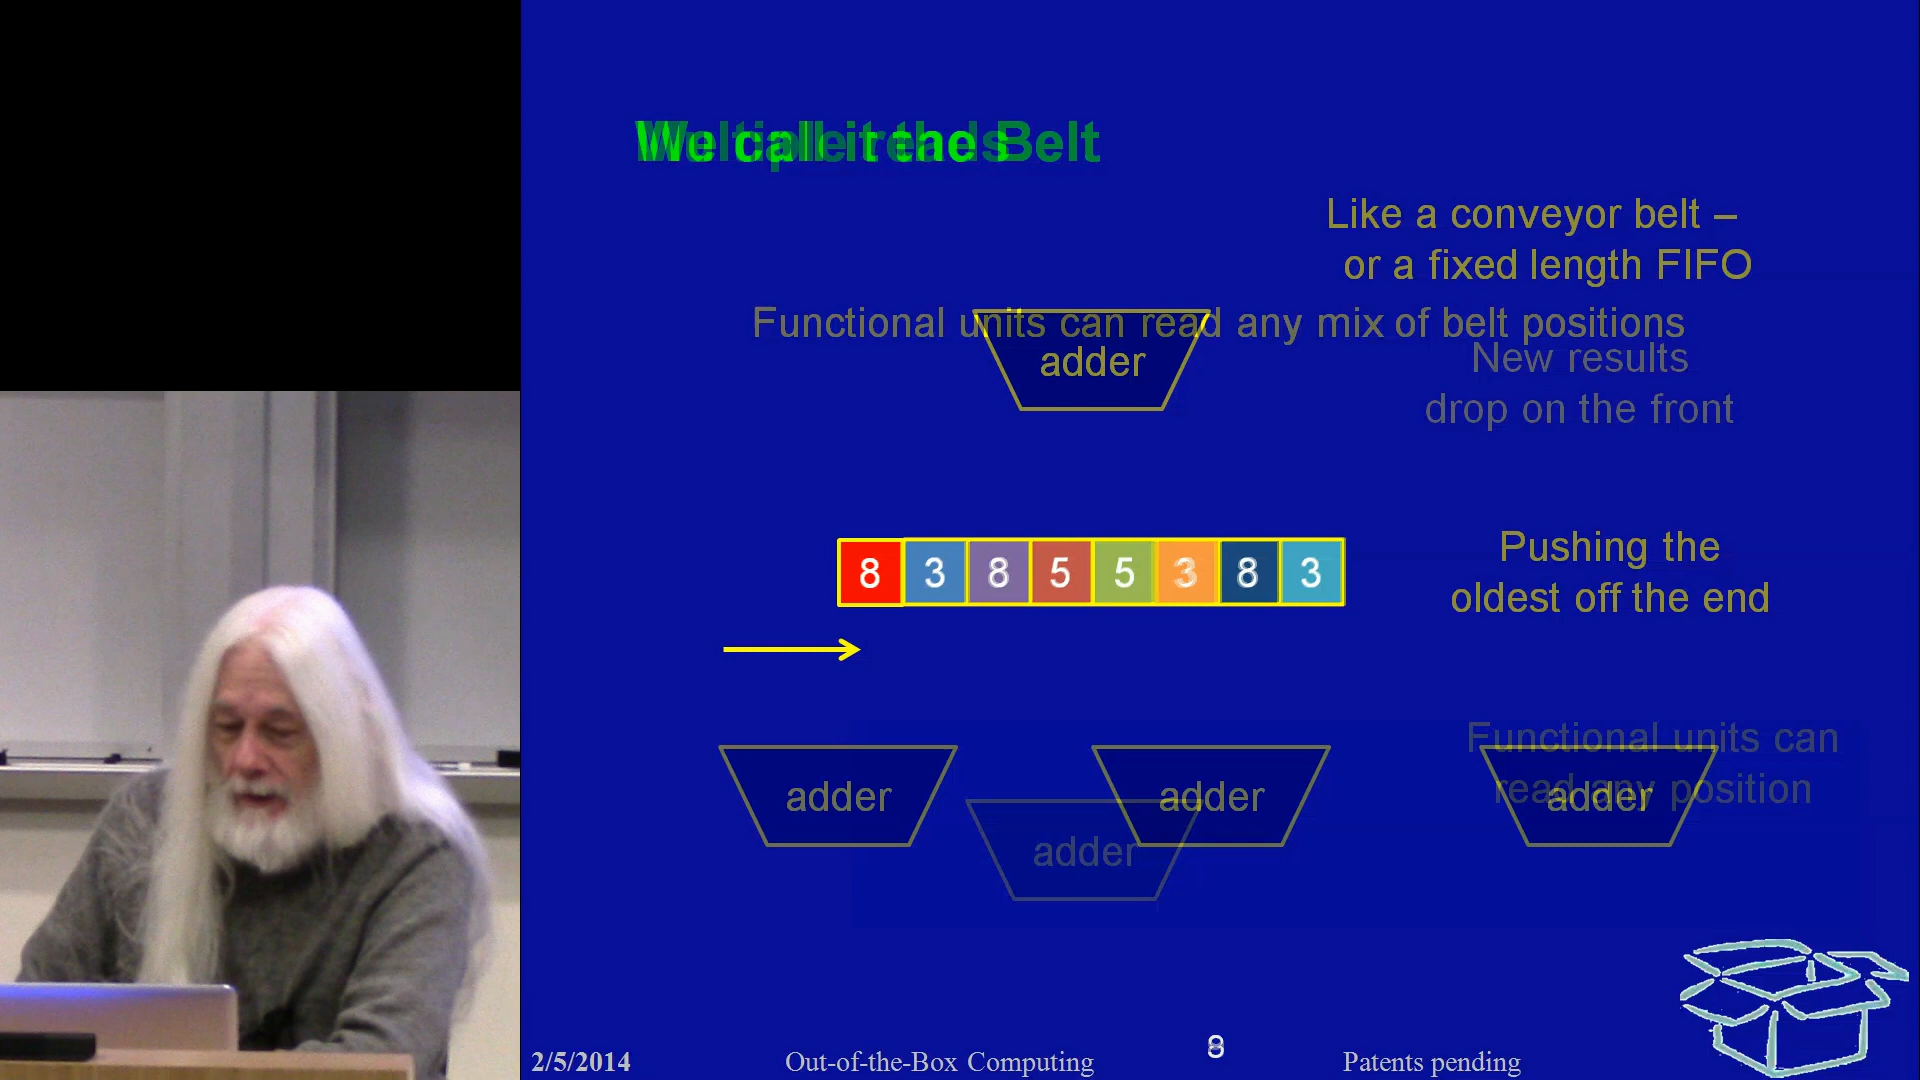 We call it the Belt
Multiple reads
Like a conveyor belt –
or a fixed length FIFO
Functional units can read any mix of belt positions
adder
New results
drop on the front
8 3 8 5 5 3 8 3
Pushing the
oldest off the end
Functional units can
read any position
adder adder adder
adder
2/5/2014 Out-of-the-Box Computing Patents pending